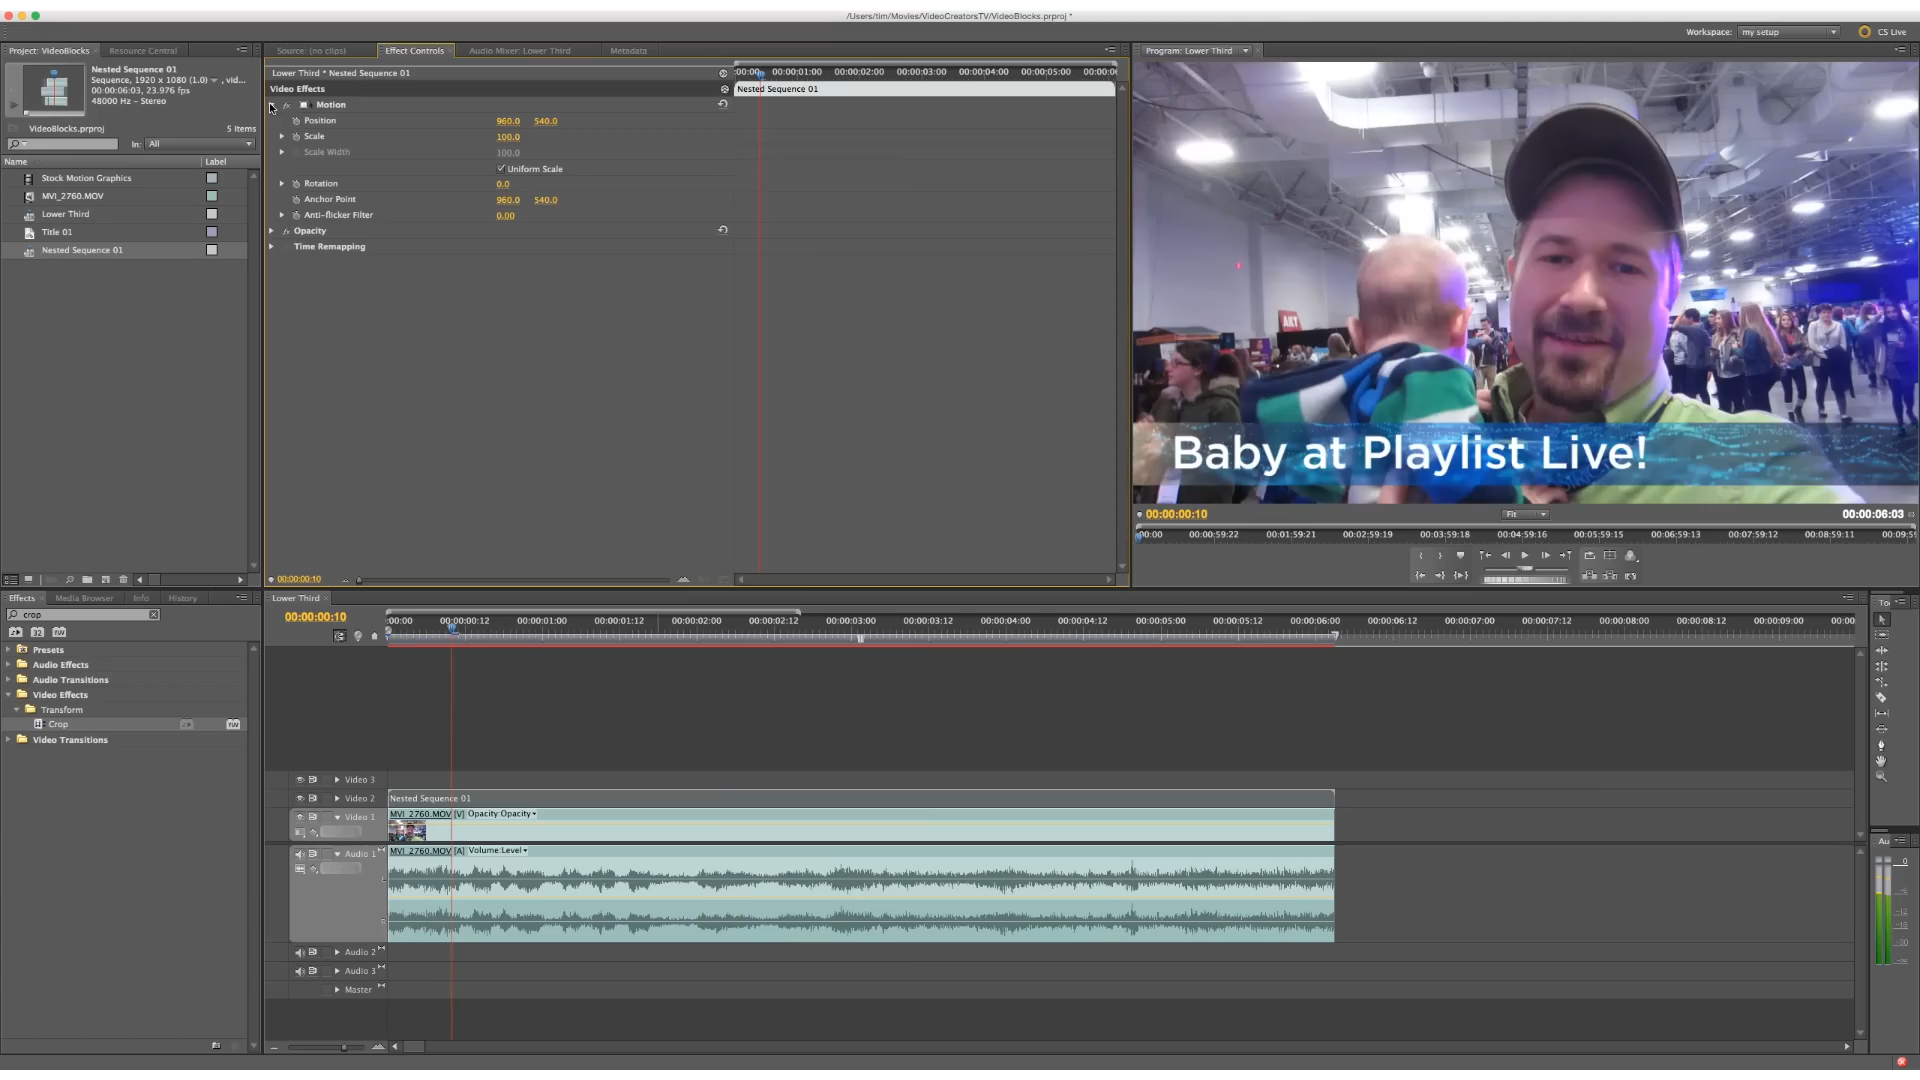 /Users/tim/Movies/VideoCreatorsTV/VideoBlocks.prproj *
Workspace: my setup
CS Live
Project: VideoBlocks
Resource Central
Nested Sequence 01
Sequence, 1920 x 1080 (1.0) , vid...
00:00:06:03, 23.976 fps
48000 Hz - Stereo
VideoBlocks.prproj
5 Items
In: All
Name
Label
Stock Motion Graphics
MVI_2760.MOV
Lower Third
Title 01
Nested Sequence 01
Source: (no clips)
Effect Controls
Audio Mixer: Lower Third
Metadata
Lower Third * Nested Sequence 01
:00:00 00:00:01:00 00:00:02:00 00:00:03:00 00:00:04:00 00:00:05:00 00:00:0
Video Effects
Nested Sequence 01
fx Motion
Position 960.0 540.0
Scale 100.0
Scale Width 100.0
Uniform Scale
Rotation 0.0
Anchor Point 960.0 540.0
Anti-flicker Filter 0.00
fx Opacity
Time Remapping
00:00:00:10
Program: Lower Third
AKT
Baby at Playlist Live!
00:00:00:10
Fit
00:00:06:03
00:00 00:00:59:22 00:01:59:21 00:02:59:19 00:03:59:18 00:04:59:16 00:05:59:15 00:06:59:13 00:07:59:12 00:08:59:11 00:09:59
Effects
Media Browser
Info
History
crop
32
YUV
Presets
Audio Effects
Audio Transitions
Video Effects
Transform
Crop
YUV
Video Transitions
Lower Third
00:00:00:10
:00:00 00:00:00:12 00:00:01:00 00:00:01:12 00:00:02:00 00:00:02:12 00:00:03:00 00:00:03:12 00:00:04:00 00:00:04:12 00:00:05:00 00:00:05:12 00:00:06:00 00:00:06:12 00:00:07:00 00:00:07:12 00:00:08:00 00:00:08:12 00:00:09:00 00:00
Video 3
Video 2
Nested Sequence 01
Video 1
MVI_2760.MOV [V] Opacity:Opacity
Audio 1
MVI_2760.MOV [A] Volume:Level
Audio 2
Audio 3
Master
To
Au
0